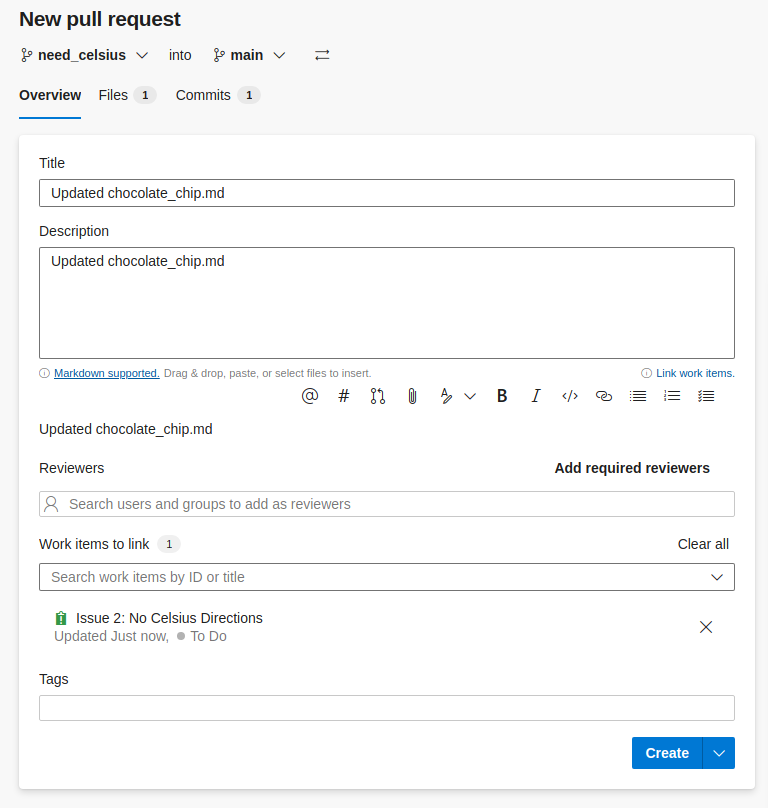 New pull request
need_celsius into main
Overview Files 1 Commits 1
Title
Updated chocolate_chip.md
Description
Updated chocolate_chip.md
Markdown supported. Drag & drop, paste, or select files to insert. Link work items.
@ # B I </>
Updated chocolate_chip.md
Reviewers Add required reviewers
Search users and groups to add as reviewers
Work items to link 1 Clear all
Search work items by ID or title
Issue 2: No Celsius Directions
Updated Just now, To Do
Tags
Create